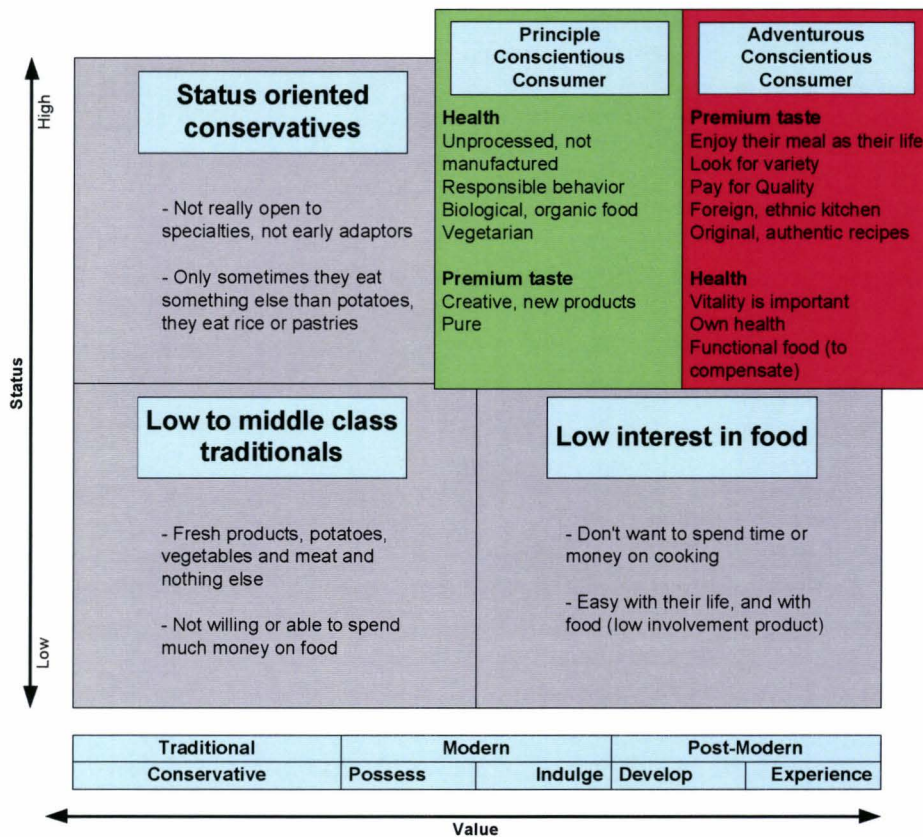 Status
High
Low
Status oriented
conservatives
- Not really open to
specialties, not early adaptors
- Only sometimes they eat
something else than potatoes,
they eat rice or pastries
Principle
Conscientious
Consumer
Health
Unprocessed, not
manufactured
Responsible behavior
Biological, organic food
Vegetarian
Premium taste
Creative, new products
Pure
Adventurous
Conscientious
Consumer
Premium taste
Enjoy their meal as their life
Look for variety
Pay for Quality
Foreign, ethnic kitchen
Original, authentic recipes
Health
Vitality is important
Own health
Functional food (to
compensate)
Low to middle class
traditionals
- Fresh products, potatoes,
vegetables and meat and
nothing else
- Not willing or able to spend
much money on food
Low interest in food
- Don't want to spend time or
money on cooking
- Easy with their life, and with
food (low involvement product)
Traditional Modern Post-Modern
Conservative Possess Indulge Develop Experience
Value